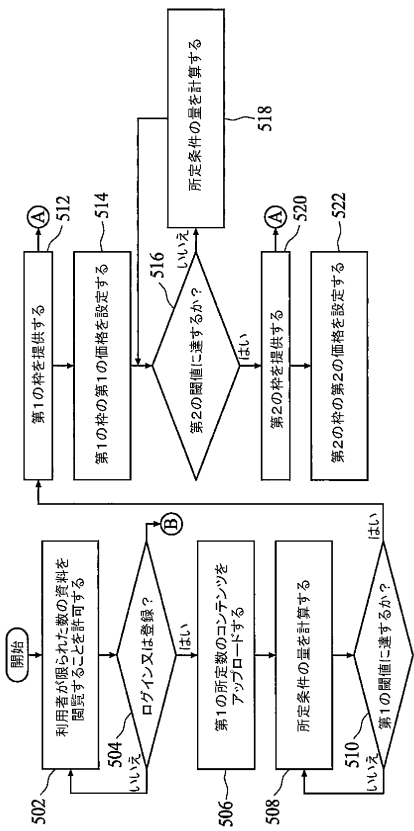 開始
利用者が限られた数の資料を
閲覧することを許可する
502
ログイン又は登録？
504
いいえ
はい
B
第１の所定数のコンテンツを
アップロードする
506
所定条件の量を計算する
508
第１の閾値に達するか？
510
いいえ
はい
第１の枠を提供する
A
512
第１の枠の第１の価格を設定する
514
第２の閾値に達するか？
516
いいえ
はい
所定条件の量を計算する
518
第２の枠を提供する
A
520
第２の枠の第２の価格を設定する
522